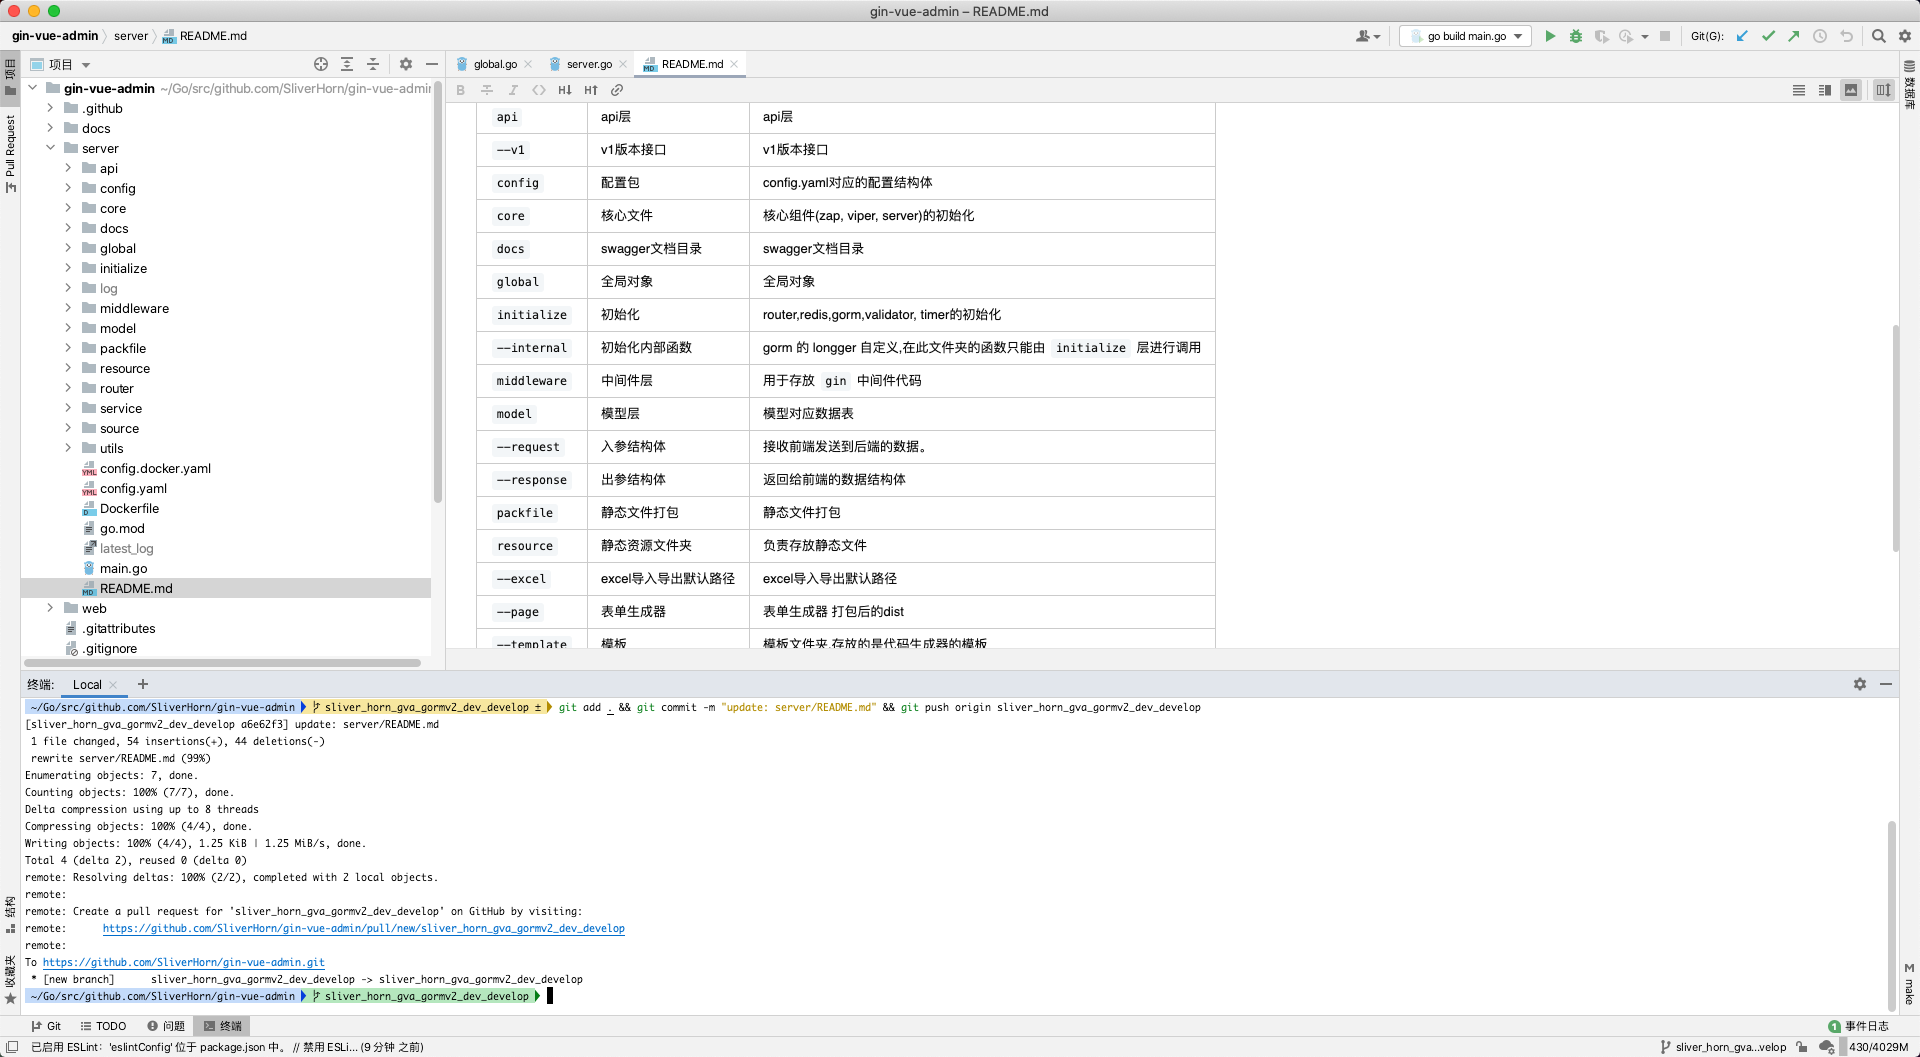 gin-vue-admin – README.md
gin-vue-admin server README.md
go build main.go Git(G):
项目
Pull Request
结构
收藏夹
项目
gin-vue-admin ~/Go/src/github.com/SliverHorn/gin-vue-admin
.github
docs
server
api
config
core
docs
global
initialize
log
middleware
model
packfile
resource
router
service
source
utils
config.docker.yaml
config.yaml
Dockerfile
go.mod
latest_log
main.go
README.md
web
.gitattributes
.gitignore
global.go server.go README.md
B I H↓ H↑
api api层 api层
--v1 v1版本接口 v1版本接口
config 配置包 config.yaml对应的配置结构体
core 核心文件 核心组件(zap, viper, server)的初始化
docs swagger文档目录 swagger文档目录
global 全局对象 全局对象
initialize 初始化 router,redis,gorm,validator, timer的初始化
--internal 初始化内部函数 gorm 的 longger 自定义,在此文件夹的函数只能由 initialize 层进行调用
middleware 中间件层 用于存放 gin 中间件代码
model 模型层 模型对应数据表
--request 入参结构体 接收前端发送到后端的数据。
--response 出参结构体 返回给前端的数据结构体
packfile 静态文件打包 静态文件打包
resource 静态资源文件夹 负责存放静态文件
--excel excel导入导出默认路径 excel导入导出默认路径
--page 表单生成器 表单生成器 打包后的dist
--template 模板 模板文件夹,存放的是代码生成器的模板
数据库
make
终端: Local
~/Go/src/github.com/SliverHorn/gin-vue-admin sliver_horn_gva_gormv2_dev_develop ± git add . && git commit -m "update: server/README.md" && git push origin sliver_horn_gva_gormv2_dev_develop
[sliver_horn_gva_gormv2_dev_develop a6e62f3] update: server/README.md
1 file changed, 54 insertions(+), 44 deletions(-)
rewrite server/README.md (99%)
Enumerating objects: 7, done.
Counting objects: 100% (7/7), done.
Delta compression using up to 8 threads
Compressing objects: 100% (4/4), done.
Writing objects: 100% (4/4), 1.25 KiB | 1.25 MiB/s, done.
Total 4 (delta 2), reused 0 (delta 0)
remote: Resolving deltas: 100% (2/2), completed with 2 local objects.
remote:
remote: Create a pull request for 'sliver_horn_gva_gormv2_dev_develop' on GitHub by visiting:
remote: https://github.com/SliverHorn/gin-vue-admin/pull/new/sliver_horn_gva_gormv2_dev_develop
remote:
To https://github.com/SliverHorn/gin-vue-admin.git
* [new branch] sliver_horn_gva_gormv2_dev_develop -> sliver_horn_gva_gormv2_dev_develop
~/Go/src/github.com/SliverHorn/gin-vue-admin sliver_horn_gva_gormv2_dev_develop
Git TODO 问题 终端 1 事件日志
已启用 ESLint: 'eslintConfig' 位于 package.json 中。 // 禁用 ESLi... (9 分钟 之前) sliver_horn_gva...velop 430/4029M